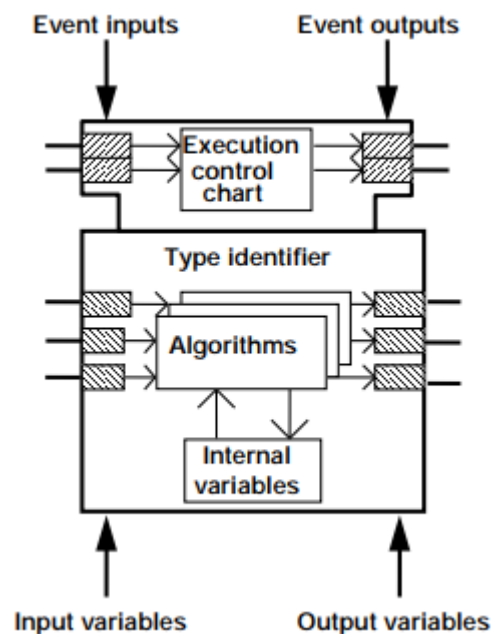 Event inputs
Event outputs
Execution
control
chart
Type identifier
Algorithms
Internal
variables
Input variables
Output variables